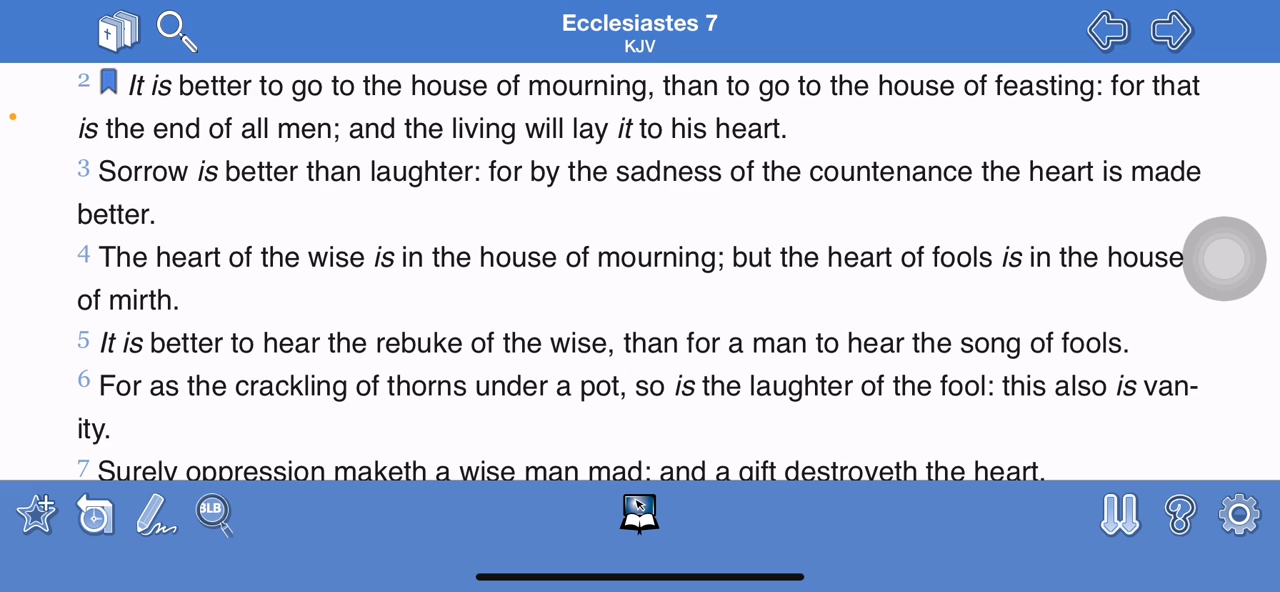 Ecclesiastes 7
KJV
2 It is better to go to the house of mourning, than to go to the house of feasting: for that
is the end of all men; and the living will lay it to his heart.
3 Sorrow is better than laughter: for by the sadness of the countenance the heart is made
better.
4 The heart of the wise is in the house of mourning; but the heart of fools is in the house
of mirth.
5 It is better to hear the rebuke of the wise, than for a man to hear the song of fools.
6 For as the crackling of thorns under a pot, so is the laughter of the fool: this also is van-
ity.
7 Surely oppression maketh a wise man mad; and a gift destroyeth the heart.
BLB